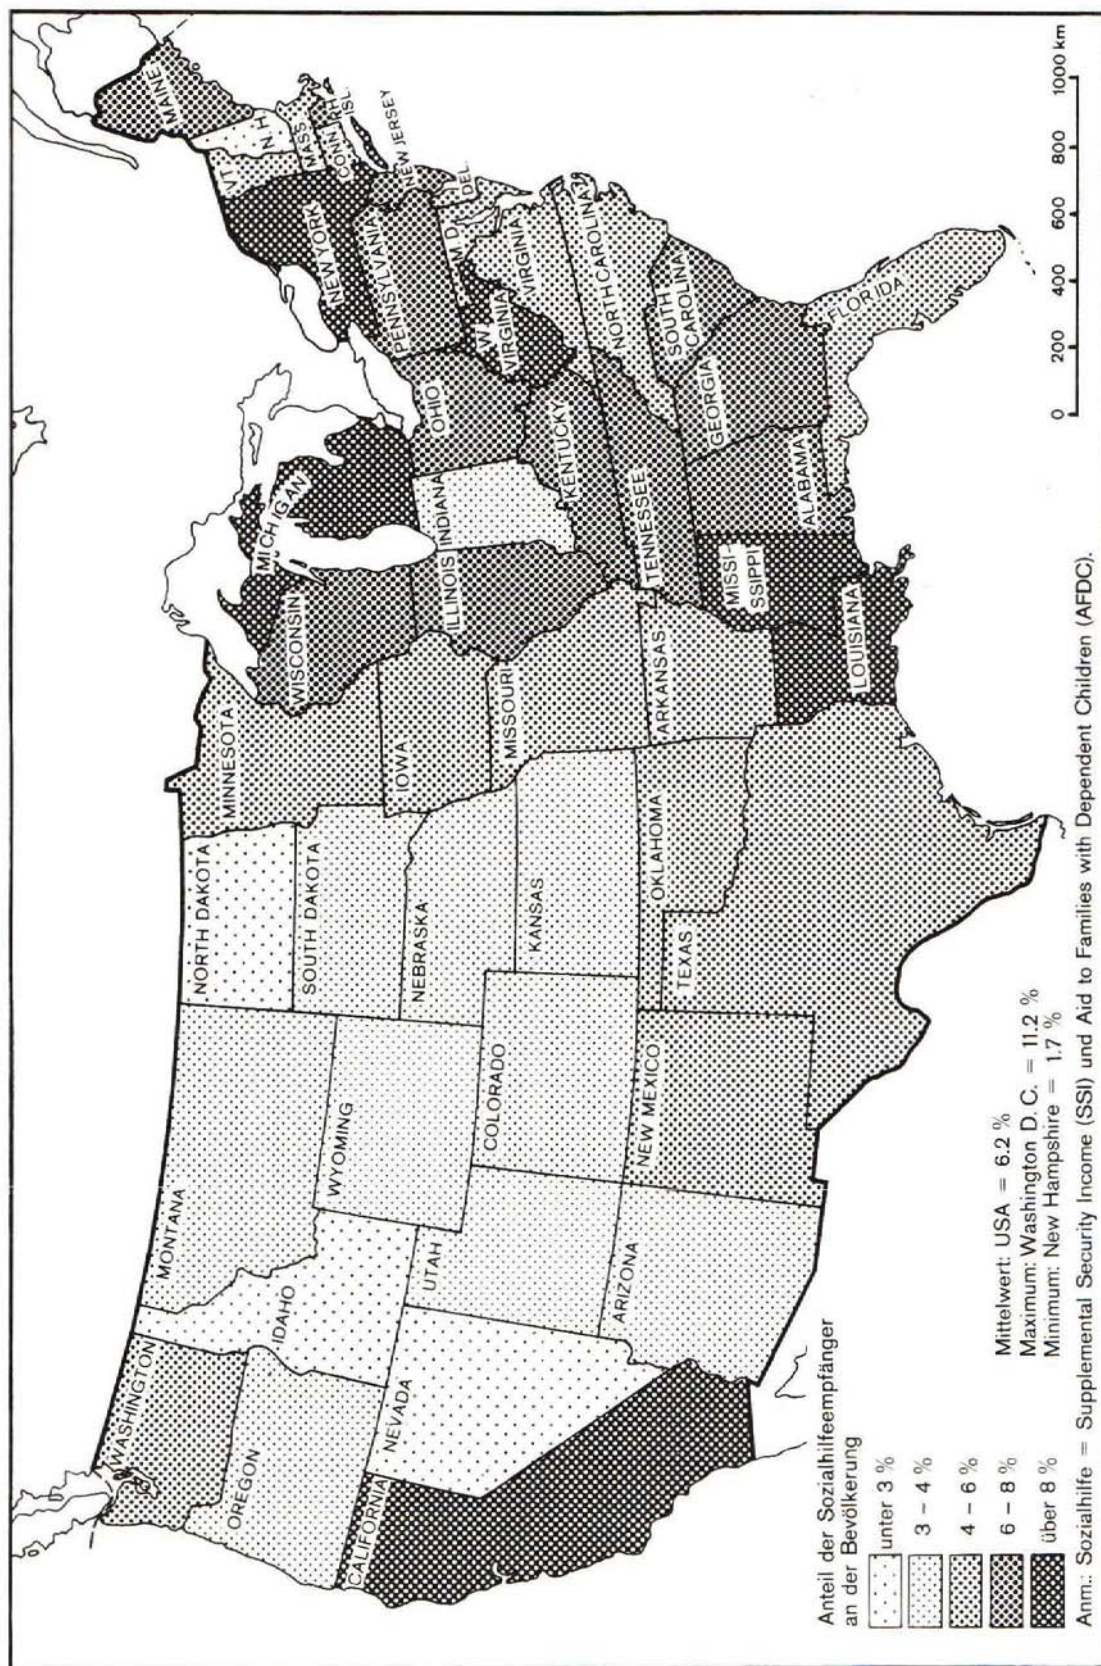 WASHINGTON
OREGON
CALIFORNIA
NEVADA
IDAHO
MONTANA
WYOMING
UTAH
ARIZONA
COLORADO
NEW MEXICO
NORTH DAKOTA
SOUTH DAKOTA
NEBRASKA
KANSAS
OKLAHOMA
TEXAS
MINNESOTA
IOWA
MISSOURI
ARKANSAS
LOUISIANA
WISCONSIN
ILLINOIS
MICHIGAN
INDIANA
OHIO
KENTUCKY
TENNESSEE
MISSI-
SSIPPI
ALABAMA
GEORGIA
FLORIDA
SOUTH
CAROLINA
NORTH CAROLINA
VIRGINIA
W.
VIRGINIA
M.D.
DEL.
PENNSYLVANIA
NEW JERSEY
NEW YORK
CONN.
RH.
ISL.
MASS.
VT.
N.H.
MAINE
Anteil der Sozialhilfeempfänger
an der Bevölkerung
unter 3 %
3 – 4 %
4 – 6 %
6 – 8 %
über 8 %
Mittelwert: USA = 6.2 %
Maximum: Washington D. C. = 11.2 %
Minimum: New Hampshire = 1.7 %
0 200 400 600 800 1000 km
Anm.: Sozialhilfe = Supplemental Security Income (SSI) und Aid to Families with Dependent Children (AFDC).